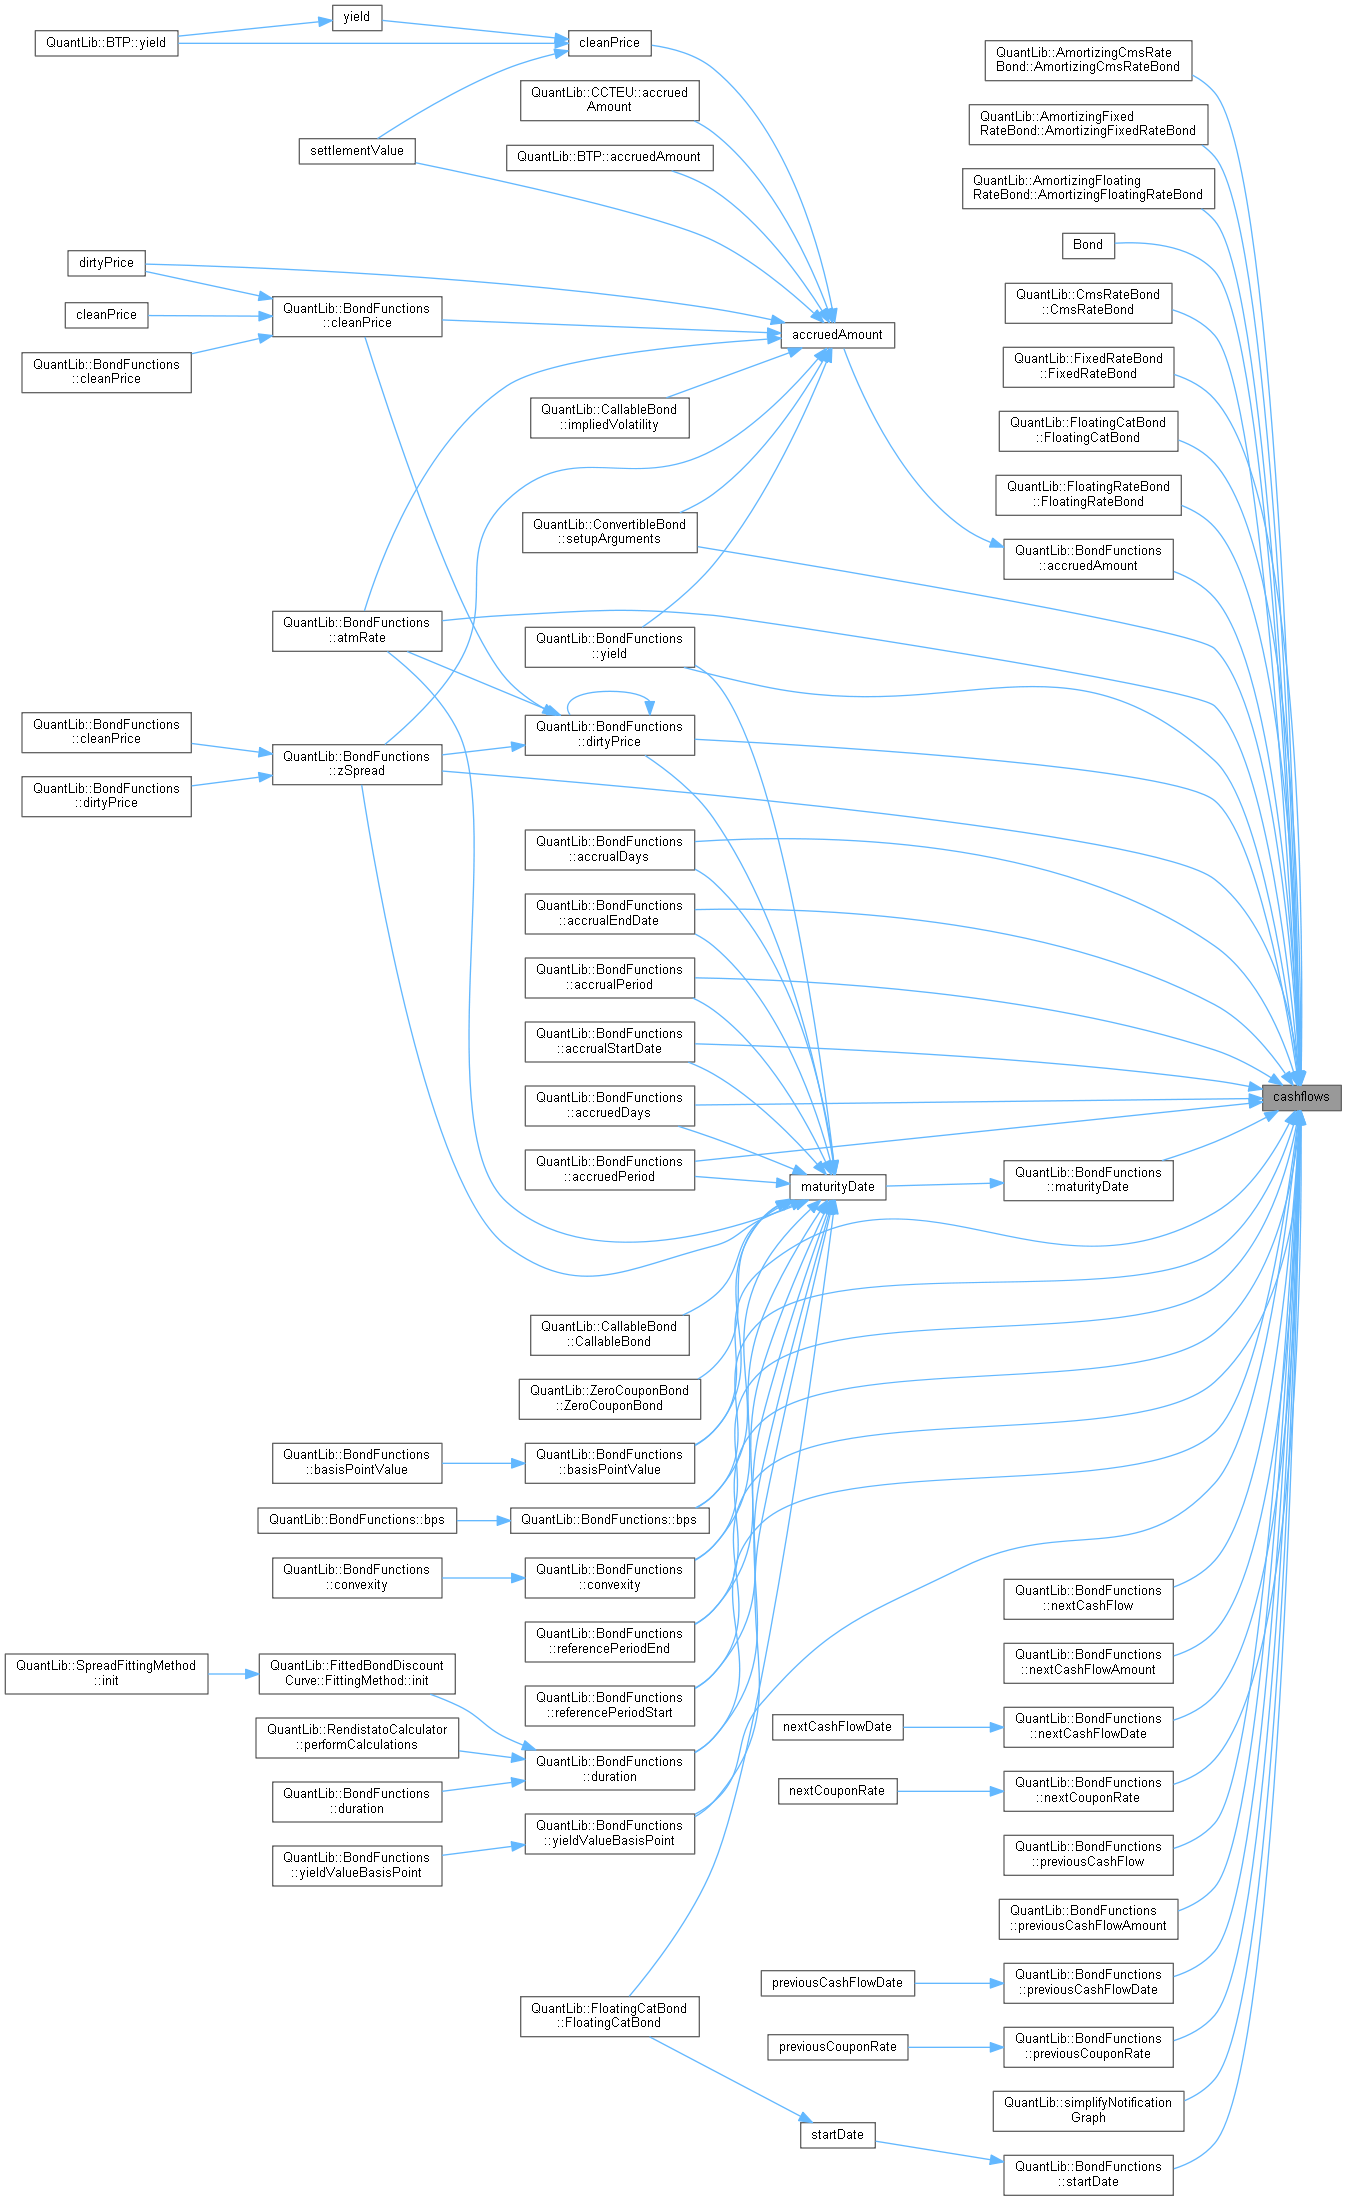 yield
QuantLib::BTP::yield
cleanPrice
QuantLib::AmortizingCmsRate
Bond::AmortizingCmsRateBond
QuantLib::CCTEU::accrued
Amount
QuantLib::AmortizingFixed
RateBond::AmortizingFixedRateBond
settlementValue
QuantLib::BTP::accruedAmount
QuantLib::AmortizingFloating
RateBond::AmortizingFloatingRateBond
Bond
dirtyPrice
cleanPrice
QuantLib::BondFunctions
::cleanPrice
QuantLib::CmsRateBond
::CmsRateBond
accruedAmount
QuantLib::BondFunctions
::cleanPrice
QuantLib::FixedRateBond
::FixedRateBond
QuantLib::CallableBond
::impliedVolatility
QuantLib::FloatingCatBond
::FloatingCatBond
QuantLib::FloatingRateBond
::FloatingRateBond
QuantLib::ConvertibleBond
::setupArguments
QuantLib::BondFunctions
::accruedAmount
QuantLib::BondFunctions
::atmRate
QuantLib::BondFunctions
::yield
QuantLib::BondFunctions
::cleanPrice
QuantLib::BondFunctions
::dirtyPrice
QuantLib::BondFunctions
::zSpread
QuantLib::BondFunctions
::dirtyPrice
QuantLib::BondFunctions
::accrualDays
QuantLib::BondFunctions
::accrualEndDate
QuantLib::BondFunctions
::accrualPeriod
QuantLib::BondFunctions
::accrualStartDate
QuantLib::BondFunctions
::accruedDays
cashflows
QuantLib::BondFunctions
::accruedPeriod
maturityDate
QuantLib::BondFunctions
::maturityDate
QuantLib::CallableBond
::CallableBond
QuantLib::ZeroCouponBond
::ZeroCouponBond
QuantLib::BondFunctions
::basisPointValue
QuantLib::BondFunctions
::basisPointValue
QuantLib::BondFunctions::bps
QuantLib::BondFunctions::bps
QuantLib::BondFunctions
::convexity
QuantLib::BondFunctions
::convexity
QuantLib::BondFunctions
::nextCashFlow
QuantLib::BondFunctions
::referencePeriodEnd
QuantLib::BondFunctions
::nextCashFlowAmount
QuantLib::SpreadFittingMethod
::init
QuantLib::FittedBondDiscount
Curve::FittingMethod::init
QuantLib::BondFunctions
::referencePeriodStart
nextCashFlowDate
QuantLib::BondFunctions
::nextCashFlowDate
QuantLib::RendistatoCalculator
::performCalculations
QuantLib::BondFunctions
::duration
QuantLib::BondFunctions
::duration
nextCouponRate
QuantLib::BondFunctions
::nextCouponRate
QuantLib::BondFunctions
::yieldValueBasisPoint
QuantLib::BondFunctions
::yieldValueBasisPoint
QuantLib::BondFunctions
::previousCashFlow
QuantLib::BondFunctions
::previousCashFlowAmount
previousCashFlowDate
QuantLib::BondFunctions
::previousCashFlowDate
QuantLib::FloatingCatBond
::FloatingCatBond
previousCouponRate
QuantLib::BondFunctions
::previousCouponRate
QuantLib::simplifyNotification
Graph
startDate
QuantLib::BondFunctions
::startDate